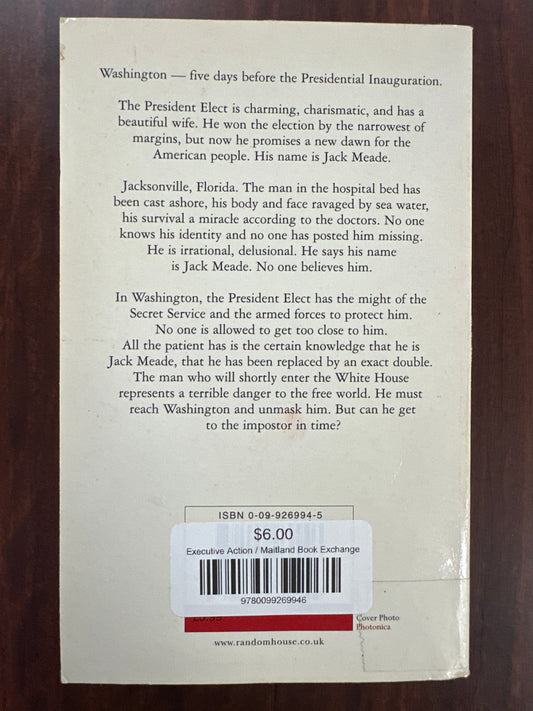 Washington — five days before the Presidential Inauguration.
The President Elect is charming, charismatic, and has a
beautiful wife. He won the election by the narrowest of
margins, but now he promises a new dawn for the
American people. His name is Jack Meade.
Jacksonville, Florida. The man in the hospital bed has
been cast ashore, his body and face ravaged by sea water,
his survival a miracle according to the doctors. No one
knows his identity and no one has posted him missing.
He is irrational, delusional. He says his name
is Jack Meade. No one believes him.
In Washington, the President Elect has the might of the
Secret Service and the armed forces to protect him.
No one is allowed to get too close to him.
All the patient has is the certain knowledge that he is
Jack Meade, that he has been replaced by an exact double.
The man who will shortly enter the White House
represents a terrible danger to the free world. He must
reach Washington and unmask him. But can he get
to the impostor in time?
ISBN 0-09-926994-5
$6.00
Executive Action / Maitland Book Exchange
9780099269946
Cover Photo
Photonica
www.randomhouse.co.uk